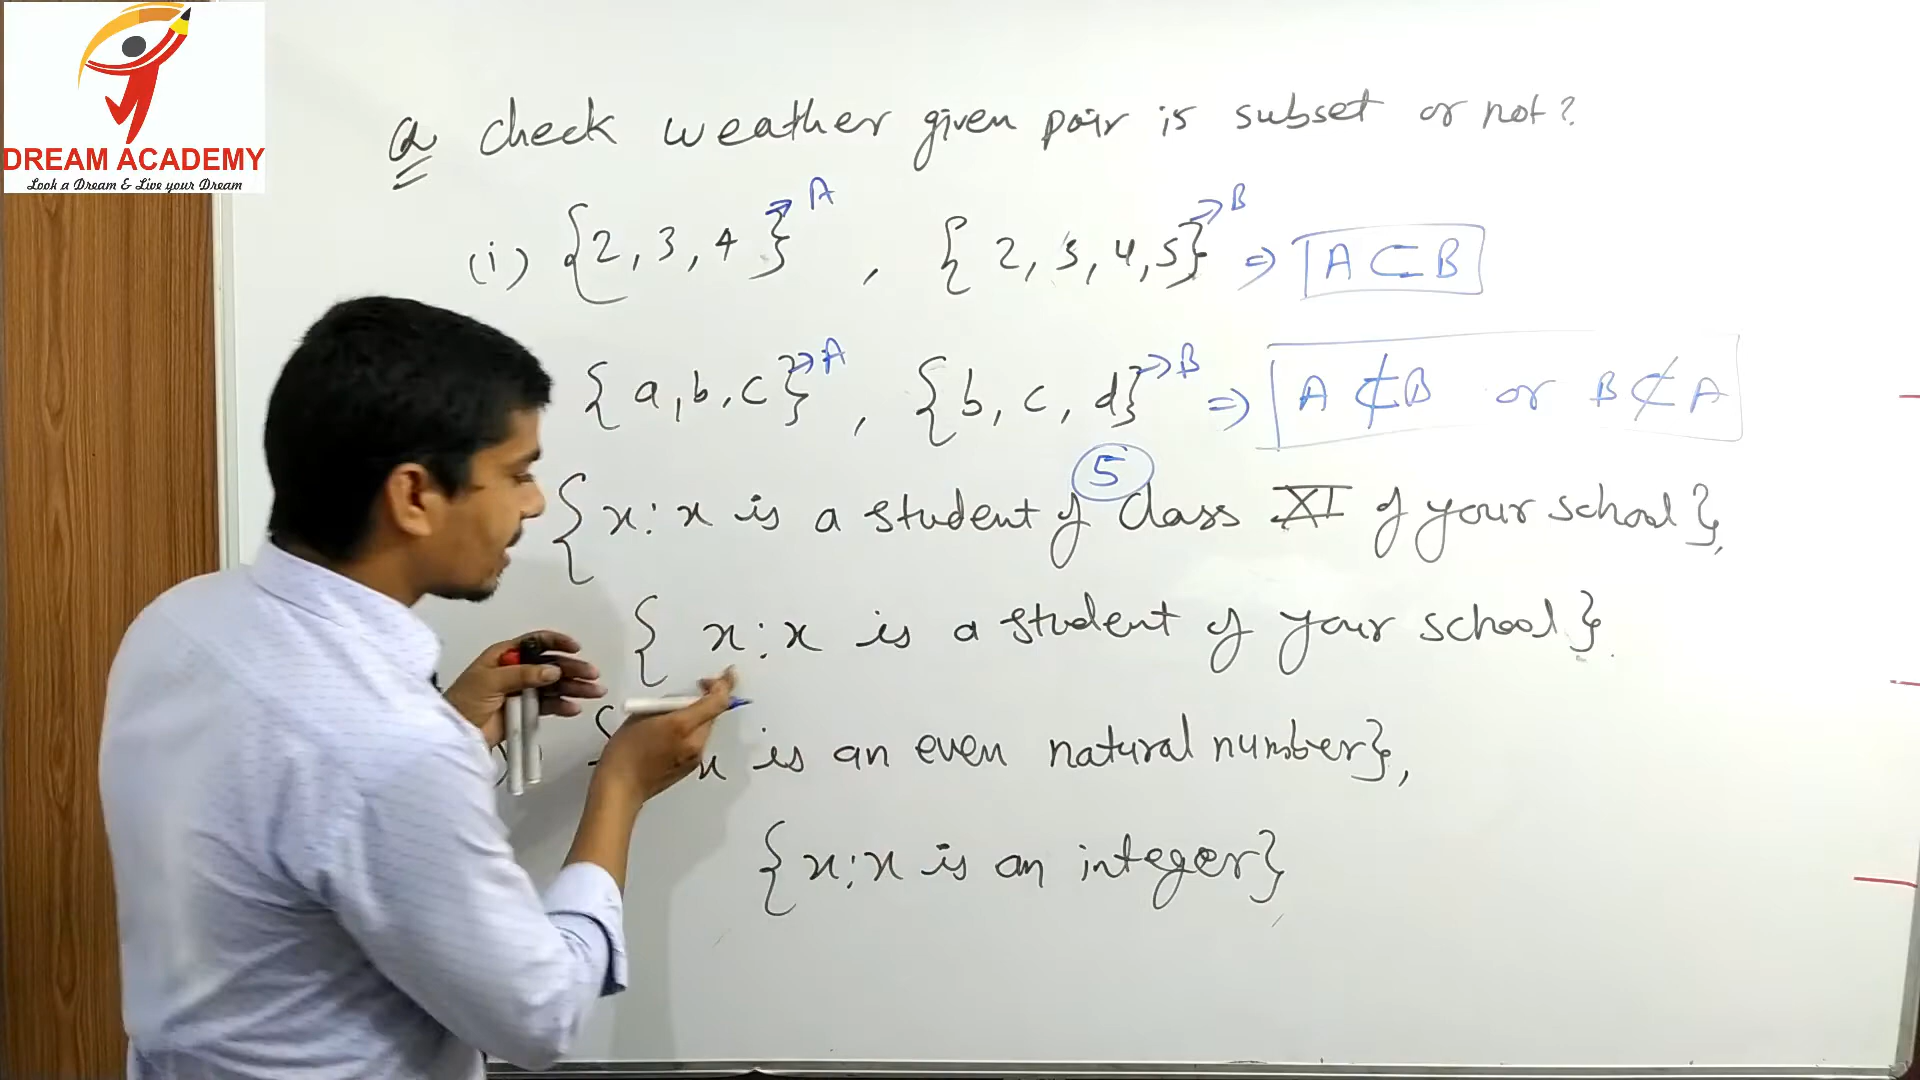 DREAM ACADEMY
Look a Dream & Live your Dream
Q check weather given pair is subset or not?
(i) {2, 3, 4} → A , {2, 3, 4, 5} → B ⇒ A ⊂ B
{a, b, c} → A , {b, c, d} → B ⇒ A ⊄ B or B ⊄ A
5
{x : x is a student of class XI of your school},
{x : x is a student of your school}.
x is an even natural number},
{x : x is an integer}